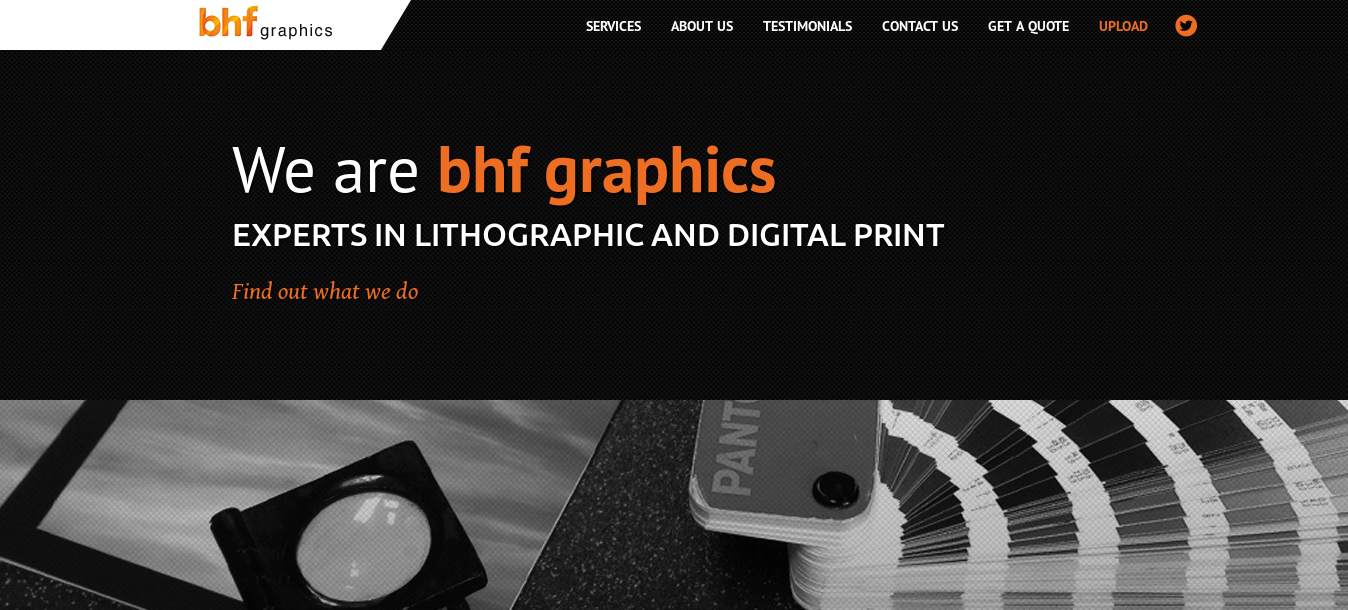 bhf graphics
SERVICES ABOUT US TESTIMONIALS CONTACT US GET A QUOTE UPLOAD
We are bhf graphics
EXPERTS IN LITHOGRAPHIC AND DIGITAL PRINT
Find out what we do
PANT